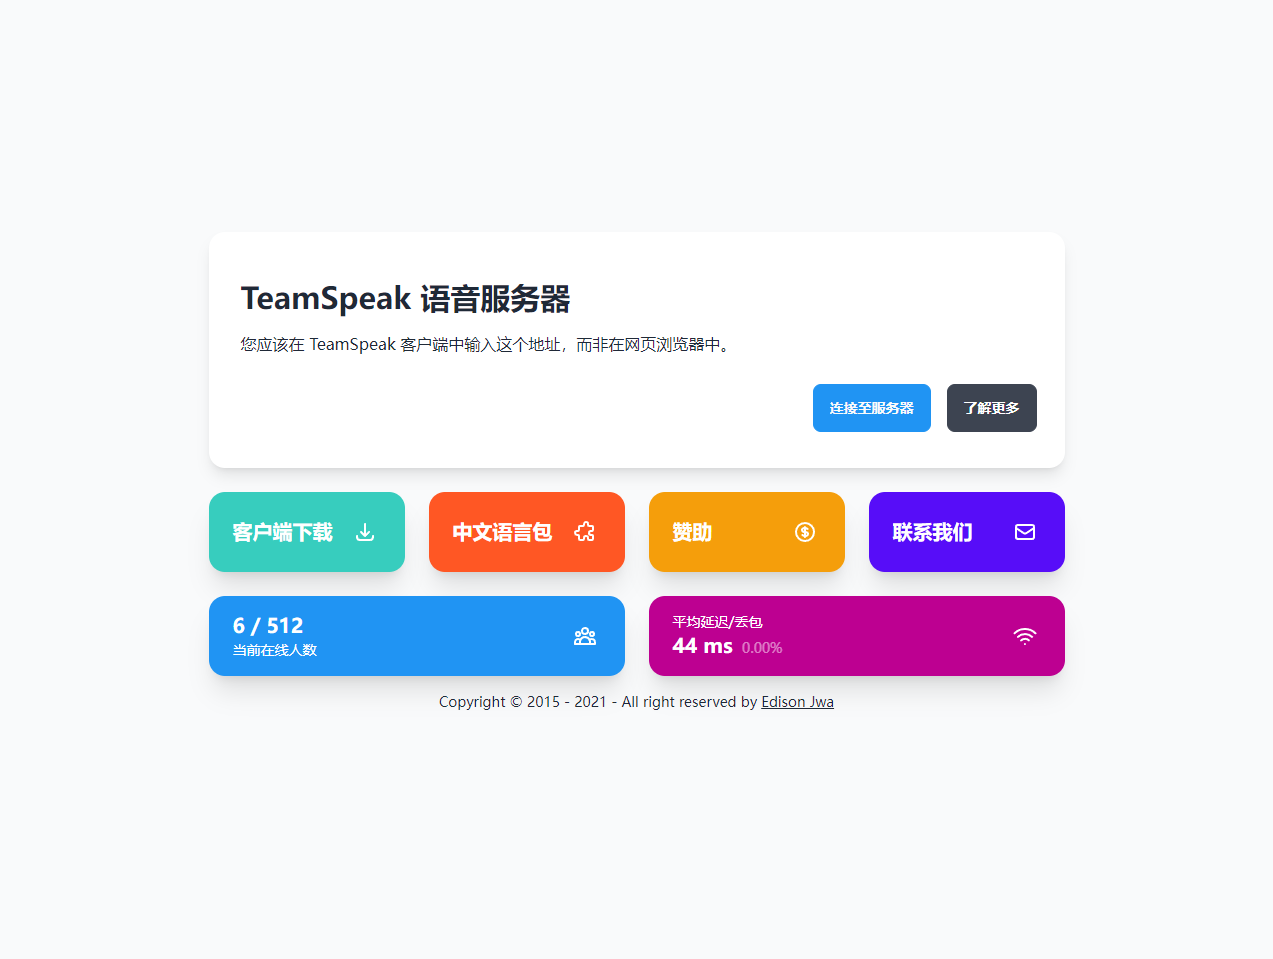 TeamSpeak 语音服务器
您应该在 TeamSpeak 客户端中输入这个地址，而非在网页浏览器中。
连接至服务器
了解更多
客户端下载
中文语言包
赞助
联系我们
6 / 512
当前在线人数
平均延迟/丢包
44 ms 0.00%
Copyright © 2015 - 2021 - All right reserved by Edison Jwa